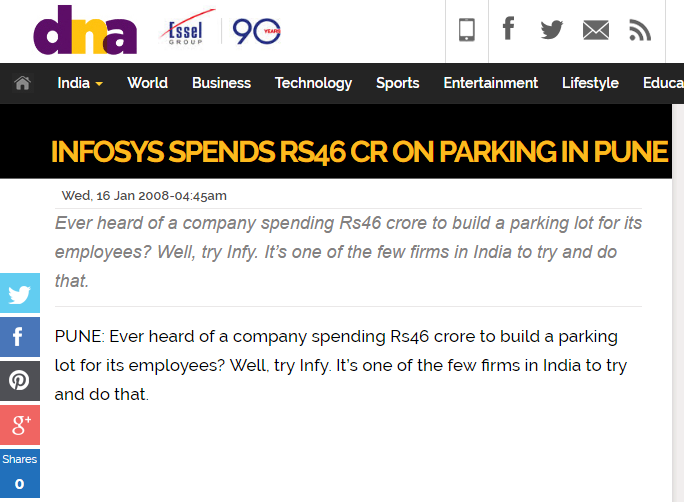 dna
Essel
GROUP
90 YEARS
India World Business Technology Sports Entertainment Lifestyle Educa
INFOSYS SPENDS RS46 CR ON PARKING IN PUNE
Wed, 16 Jan 2008-04:45am
Ever heard of a company spending Rs46 crore to build a parking lot for its
employees? Well, try Infy. It’s one of the few firms in India to try and do
that.
PUNE: Ever heard of a company spending Rs46 crore to build a parking
lot for its employees? Well, try Infy. It’s one of the few firms in India to try
and do that.
Shares
0